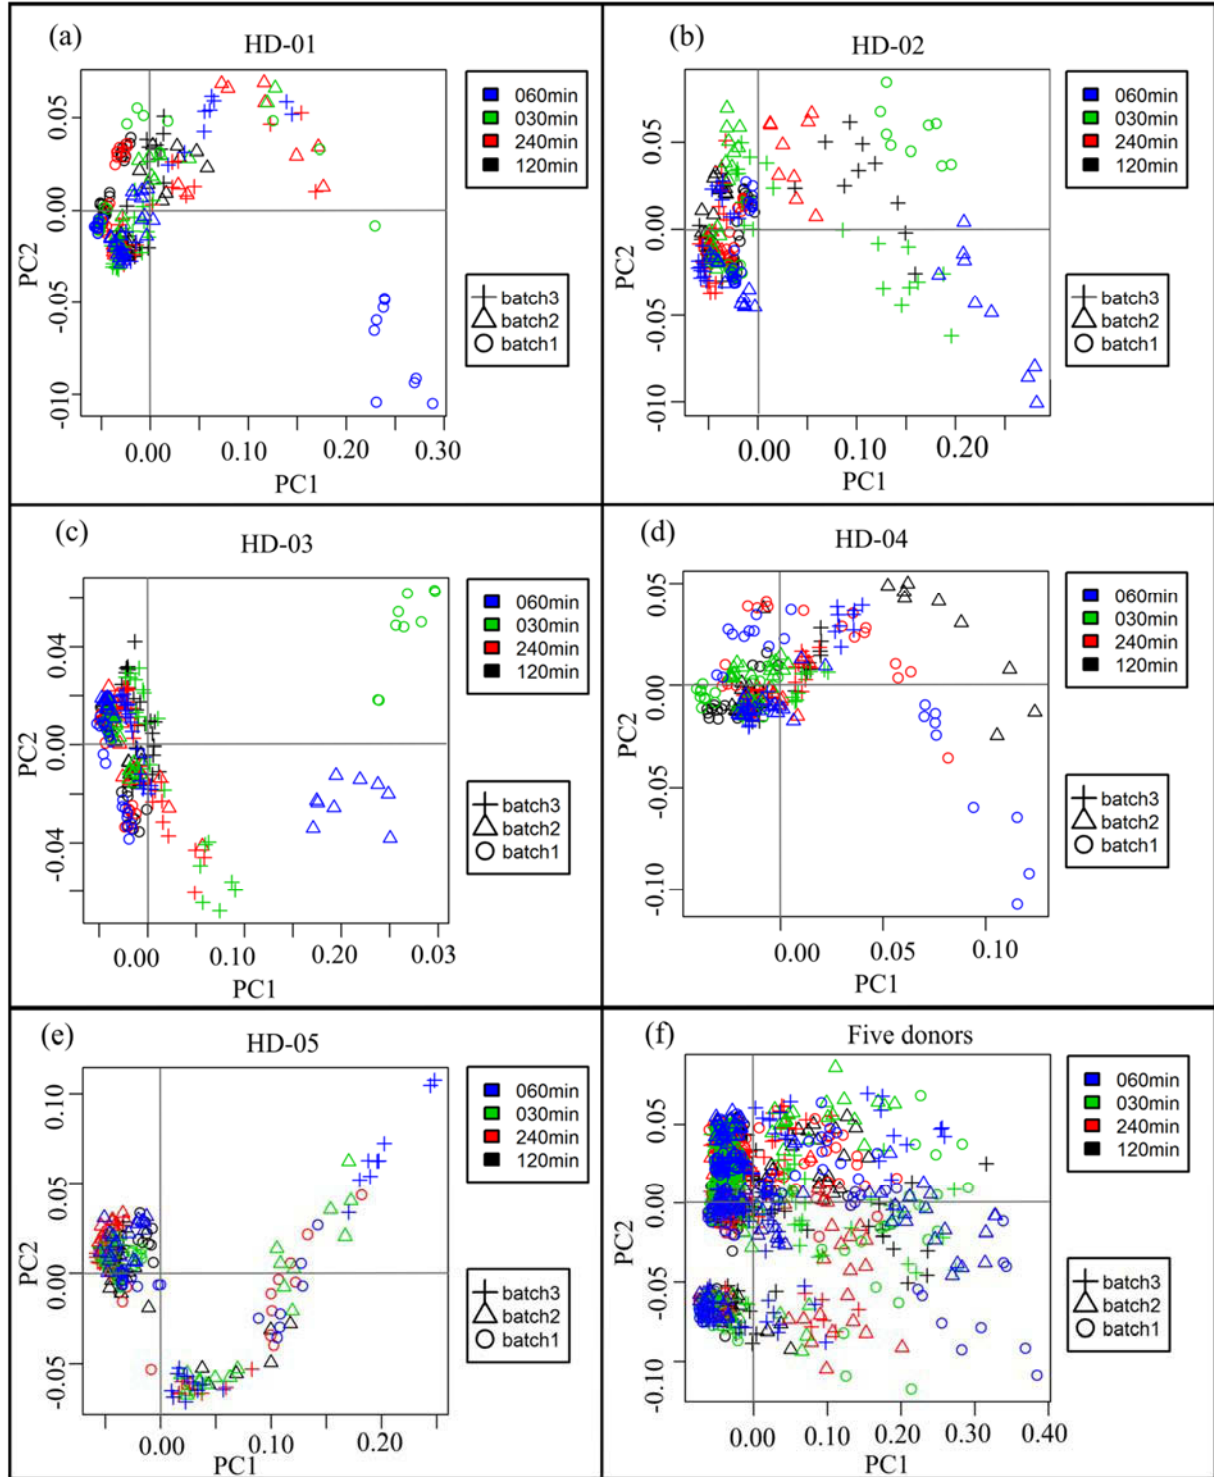 (a) HD-01
060min
030min
240min
120min
batch3
batch2
batch1
0.05
0.00
-0.05
-010
PC2
0.00 0.10 0.20 0.30
PC1
(b) HD-02
060min
030min
240min
120min
batch3
batch2
batch1
0.05
0.00
-0.05
-010
PC2
0.00 0.10 0.20
PC1
(c) HD-03
060min
030min
240min
120min
batch3
batch2
batch1
0.04
0.00
-0.04
PC2
0.00 0.10 0.20 0.03
PC1
(d) HD-04
060min
030min
240min
120min
batch3
batch2
batch1
0.05
0.00
-0.05
-0.10
PC2
0.00 0.05 0.10
PC1
(e) HD-05
060min
030min
240min
120min
batch3
batch2
batch1
0.10
0.05
0.00
-0.05
PC2
0.00 0.10 0.20
PC1
(f) Five donors
060min
030min
240min
120min
batch3
batch2
batch1
0.05
0.00
-0.05
-0.10
PC2
0.00 0.10 0.20 0.30 0.40
PC1